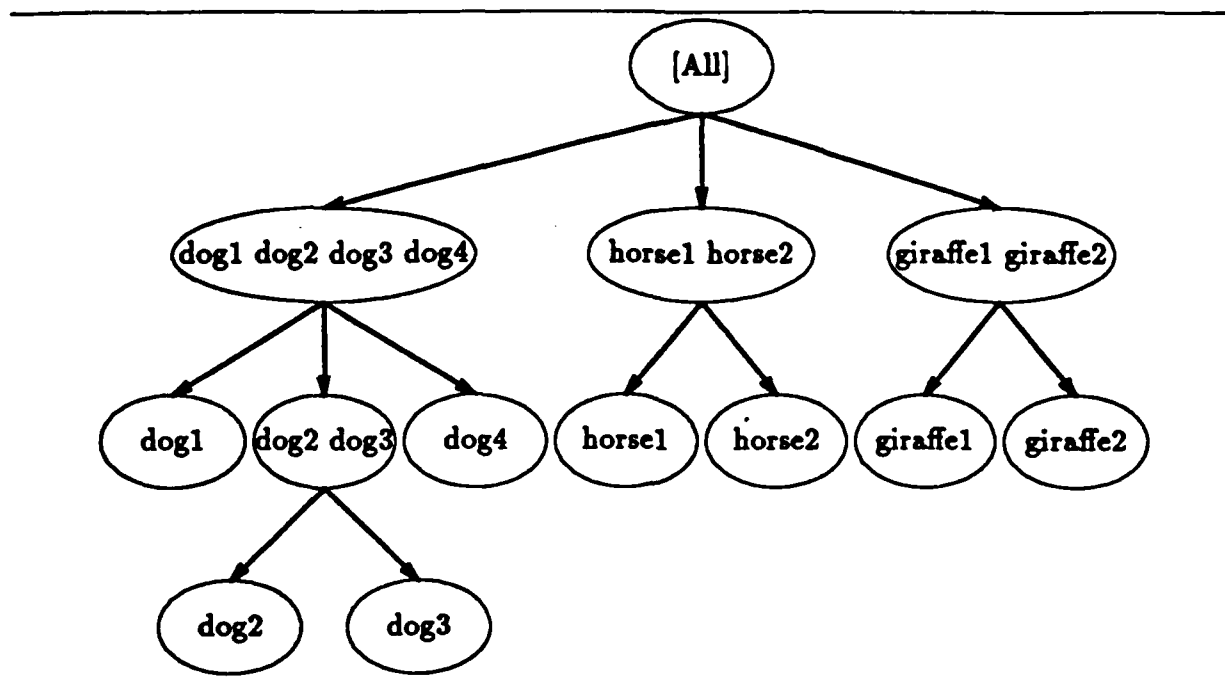 [All]
dog1 dog2 dog3 dog4
horse1 horse2
giraffe1 giraffe2
dog1
dog2 dog3
dog4
horse1
horse2
giraffe1
giraffe2
dog2
dog3